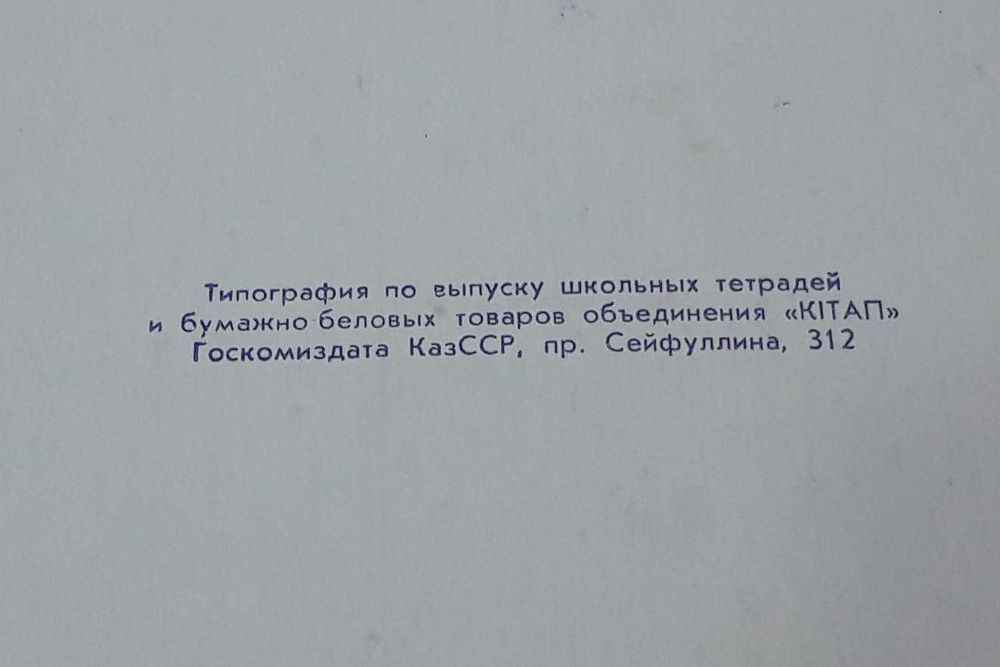 Типография по выпуску школьных тетрадей
и бумажно-беловых товаров объединения «КІТАП»
Госкомиздата КазССР, пр. Сейфуллина, 312